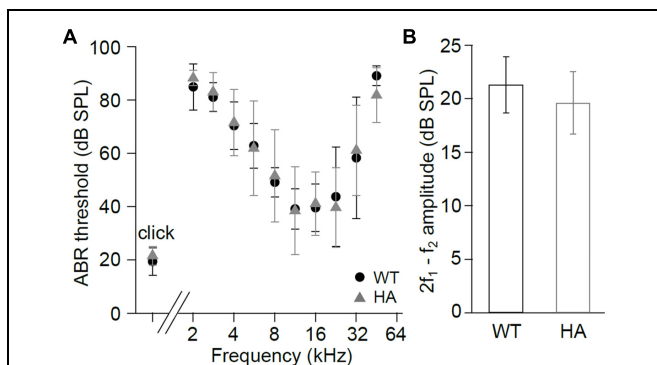 A
100
80
60
40
20
0
ABR threshold (dB SPL)
click
WT
HA
2 4 8 16 32 64
Frequency (kHz)
B
25
20
15
10
5
0
2f₁ - f₂ amplitude (dB SPL)
WT HA